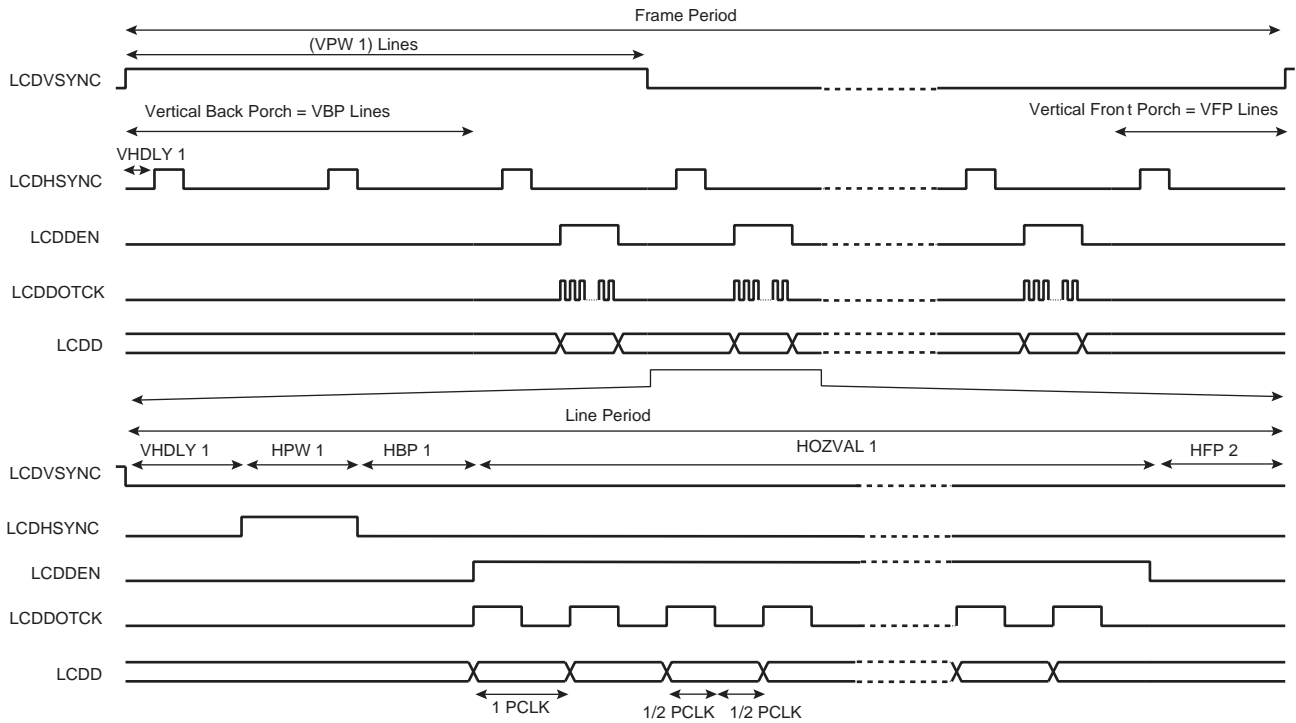 Frame Period
(VPW 1) Lines
LCDVSYNC
Vertical Back Porch = VBP Lines
Vertical Front Porch = VFP Lines
VHDLY 1
LCDHSYNC
LCDDEN
LCDDOTCK
LCDD
Line Period
VHDLY 1 HPW 1 HBP 1 HOZVAL 1 HFP 2
LCDVSYNC
LCDHSYNC
LCDDEN
LCDDOTCK
LCDD
1 PCLK 1/2 PCLK 1/2 PCLK